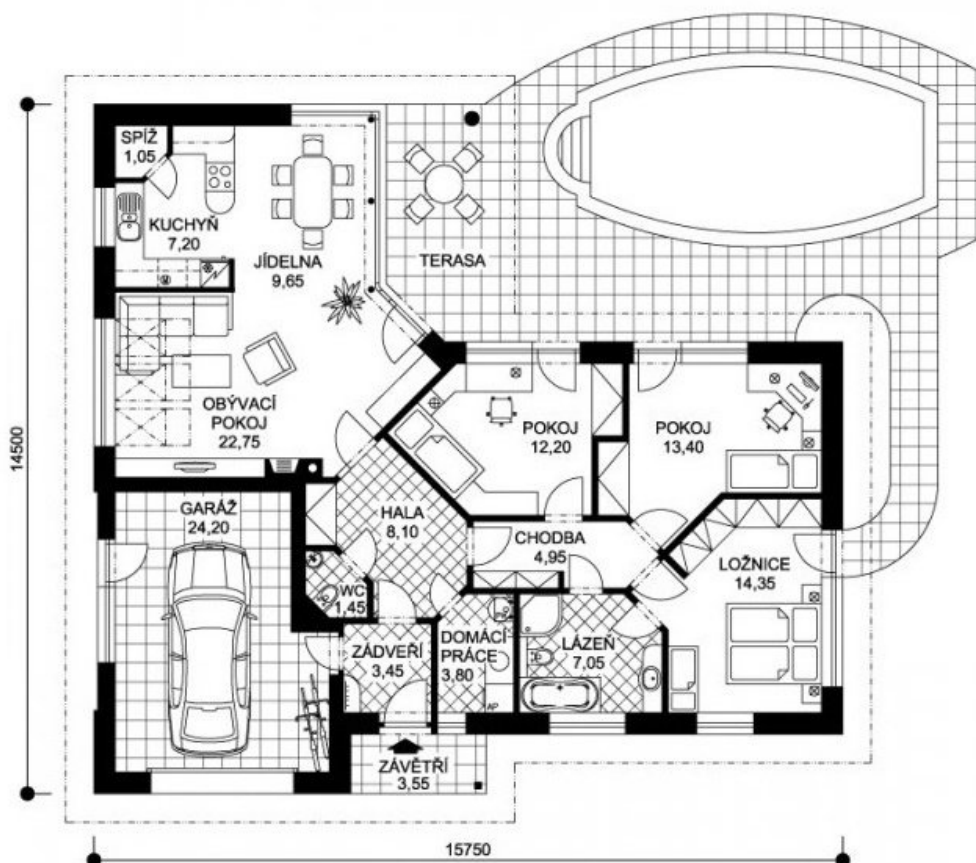 SPÍŽ
1,05
KUCHYŇ
7,20
JÍDELNA
9,65
TERASA
OBÝVACÍ
POKOJ
22,75
POKOJ
12,20
POKOJ
13,40
14500
GARÁŽ
24,20
HALA
8,10
CHODBA
4,95
LOŽNICE
14,35
WC
1,45
ZÁDVEŘÍ
3,45
DOMÁCÍ
PRÁCE
3,80
LÁZEŇ
7,05
AP
ZÁVĚTŘÍ
3,55
15750